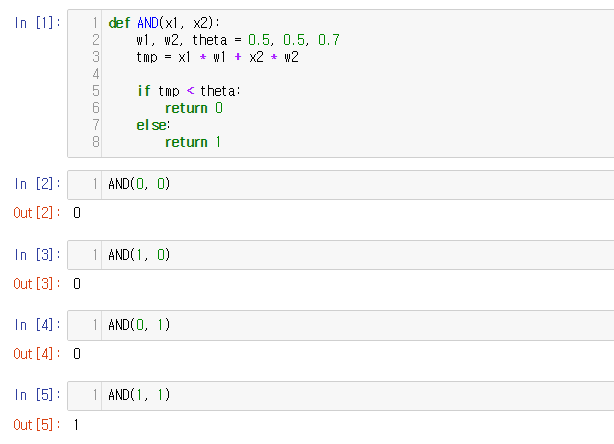 In [1]:
1 def AND(x1, x2):
2     w1, w2, theta = 0.5, 0.5, 0.7
3     tmp = x1 * w1 + x2 * w2
4
5     if tmp < theta:
6         return 0
7     else:
8         return 1
In [2]: 1 AND(0, 0)
Out[2]: 0
In [3]: 1 AND(1, 0)
Out[3]: 0
In [4]: 1 AND(0, 1)
Out[4]: 0
In [5]: 1 AND(1, 1)
Out[5]: 1